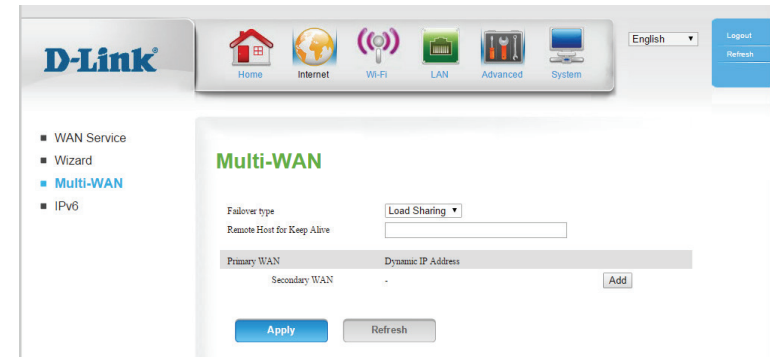 D-Link
Home Internet Wi-Fi LAN Advanced System
English
Logout
Refresh
WAN Service
Wizard
Multi-WAN
IPv6
Multi-WAN
Failover type Load Sharing
Remote Host for Keep Alive
Primary WAN Dynamic IP Address
Secondary WAN - Add
Apply Refresh